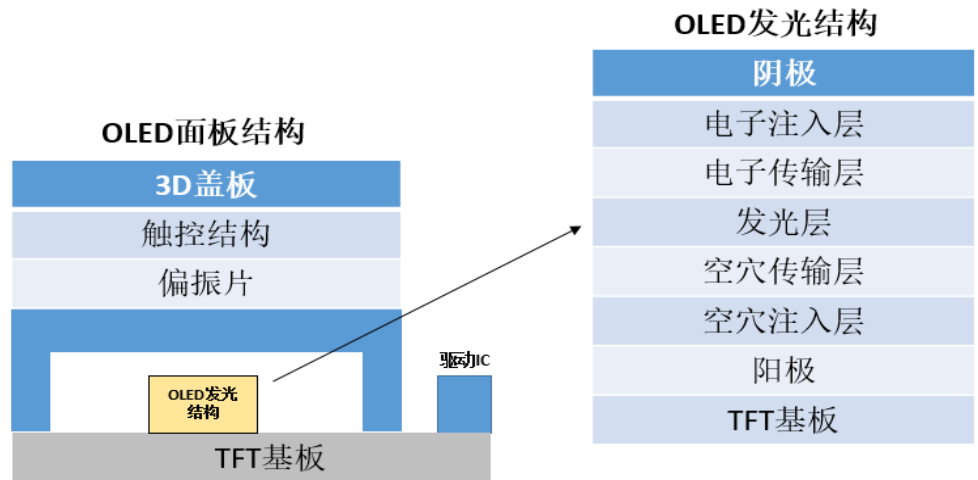 OLED面板结构
3D盖板
触控结构
偏振片
OLED发光
结构
驱动IC
TFT基板
OLED发光结构
阴极
电子注入层
电子传输层
发光层
空穴传输层
空穴注入层
阳极
TFT基板